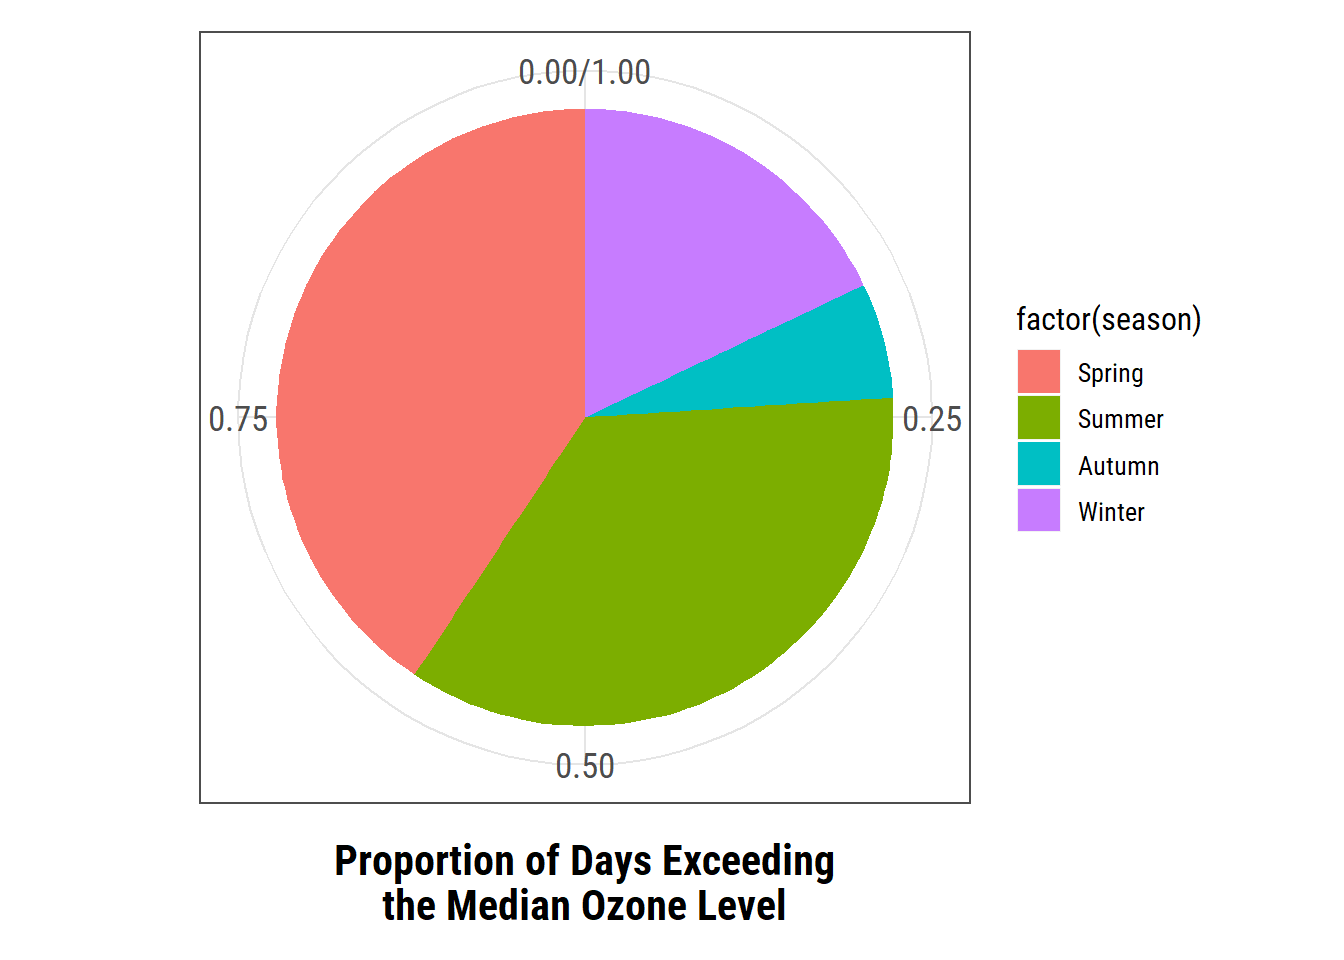 0.00/1.00
0.75
0.25
0.50
factor(season)
Spring
Summer
Autumn
Winter
Proportion of Days Exceeding
the Median Ozone Level